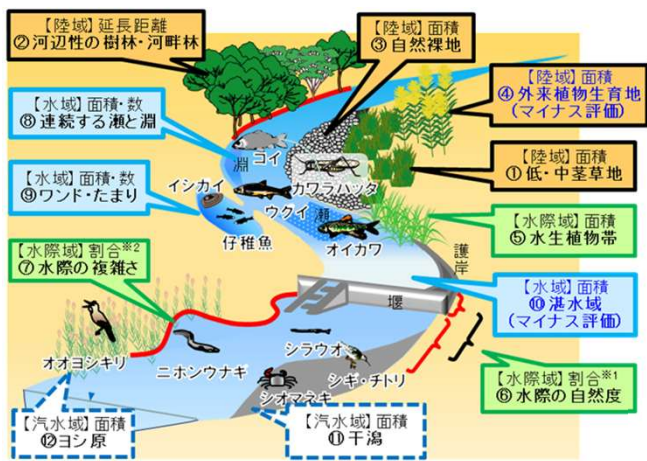 【陸域】延長距離
②河辺性の樹林・河畔林
【陸域】面積
③自然裸地
【陸域】面積
④外来植物生育地
(マイナス評価)
【水域】面積・数
⑧連続する瀬と淵
コイ
淵
【陸域】面積
①低・中茎草地
【水域】面積・数
⑨ワンド・たまり
イシカイ
カワラバッタ
ウグイ
瀬
仔稚魚
オイカワ
【水際域】面積
⑤水生植物帯
護岸
【水際域】割合※2
⑦水際の複雑さ
堰
【水域】面積
⑩湛水域
(マイナス評価)
オオヨシキリ
ニホンウナギ
シラウオ
シギ・チドリ
シオマネキ
【水際域】割合※1
⑥水際の自然度
【汽水域】面積
⑫ヨシ原
【汽水域】面積
⑪干潟